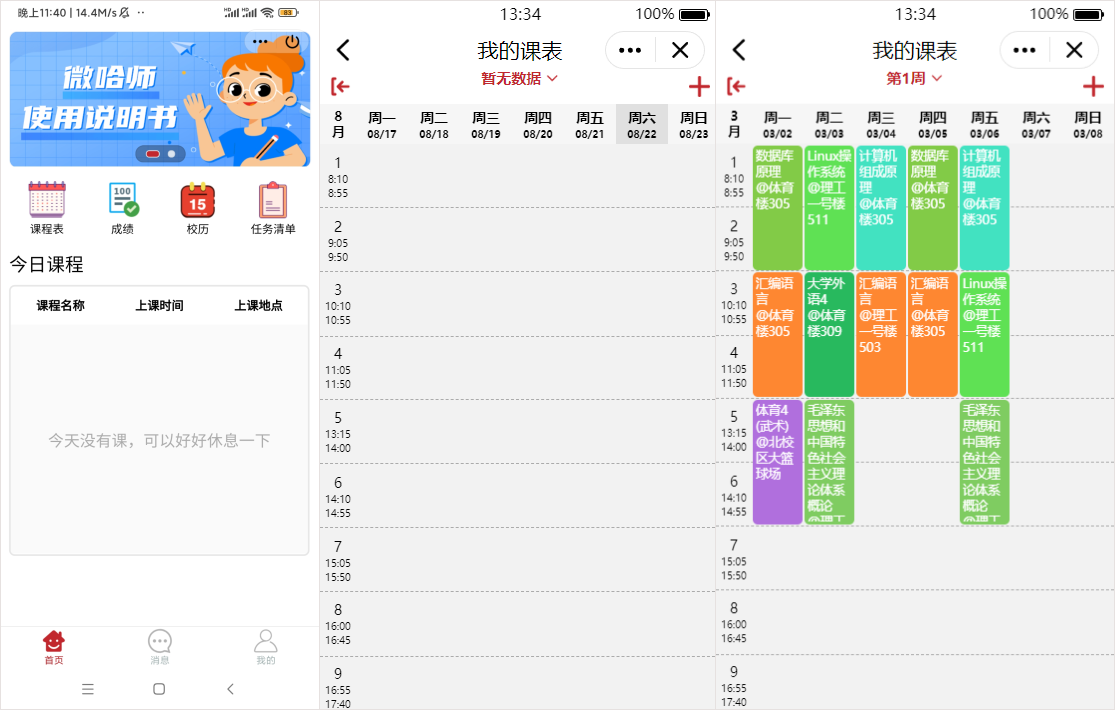 晚上11:40 | 14.4M/s
HD HD 83
微哈师
使用说明书
课程表 成绩 校历 任务清单
100
15
今日课程
课程名称 上课时间 上课地点
今天没有课，可以好好休息一下
首页 消息 我的
13:34 100%
我的课表
暂无数据
8月 周一 周二 周三 周四 周五 周六 周日
08/17 08/18 08/19 08/20 08/21 08/22 08/23
1
8:10
8:55
2
9:05
9:50
3
10:10
10:55
4
11:05
11:50
5
13:15
14:00
6
14:10
14:55
7
15:05
15:50
8
16:00
16:45
9
16:55
17:40
13:34 100%
我的课表
第1周
3月 周一 周二 周三 周四 周五 周六 周日
03/02 03/03 03/04 03/05 03/06 03/07 03/08
1
8:10
8:55
2
9:05
9:50
数据库
原理
@体育
楼305
Linux操
作系统
@理工
一号楼
511
计算机
组成原
理
@体育
楼305
数据库
原理
@体育
楼305
计算机
组成原
理
@体育
楼305
3
10:10
10:55
4
11:05
11:50
汇编语
言
@体育
楼305
大学外
语4
@体育
楼309
汇编语
言
@理工
一号楼
503
汇编语
言
@体育
楼305
Linux操
作系统
@理工
一号楼
511
5
13:15
14:00
6
14:10
14:55
体育4
(武术)
@北校
区大篮
球场
毛泽东
思想和
中国特
色社会
主义理
论体系
概论
@理工
毛泽东
思想和
中国特
色社会
主义理
论体系
概论
@理工
7
15:05
15:50
8
16:00
16:45
9
16:55
17:40